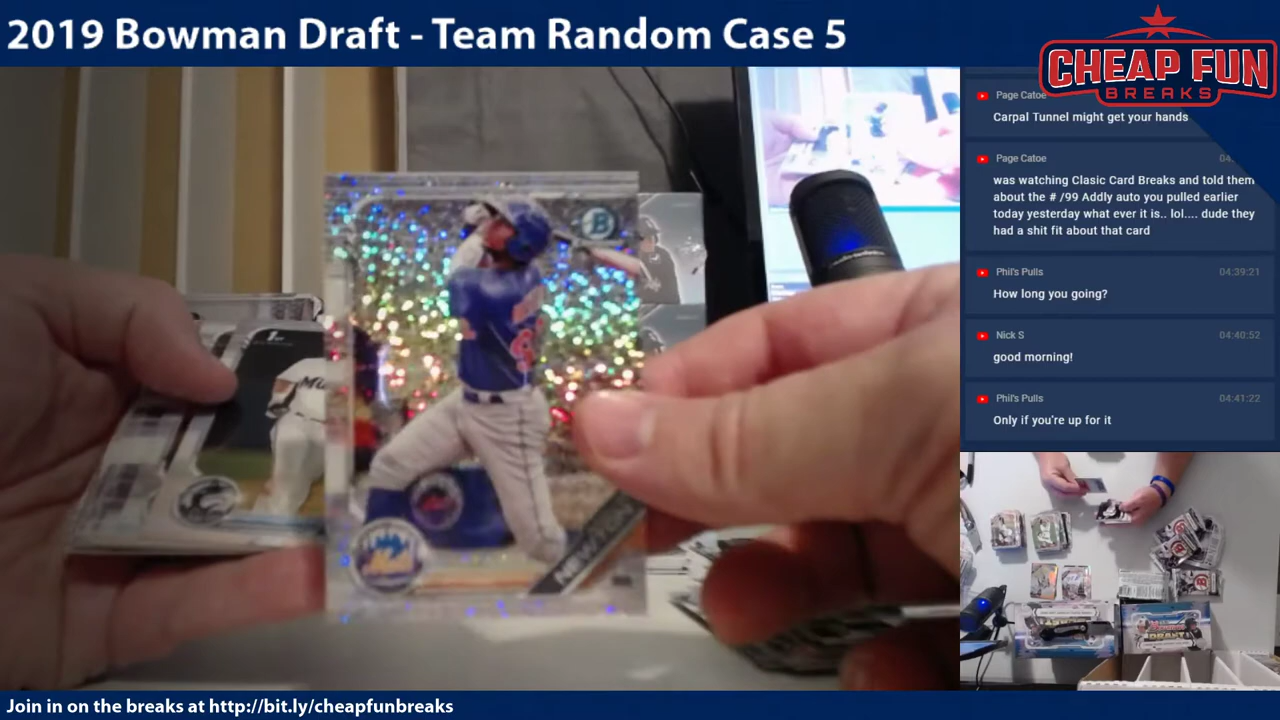 2019 Bowman Draft - Team Random Case 5
CHEAP FUN
BREAKS
Page Catoe
Carpal Tunnel might get your hands
Page Catoe
was watching Clasic Card Breaks and told them
about the # /99 Addly auto you pulled earlier
today yesterday what ever it is.. lol.... dude they
had a shit fit about that card
Phil's Pulls 04:39:21
How long you going?
Nick S 04:40:52
good morning!
Phil's Pulls 04:41:22
Only if you're up for it
B
1st
Mets
Join in on the breaks at http://bit.ly/cheapfunbreaks